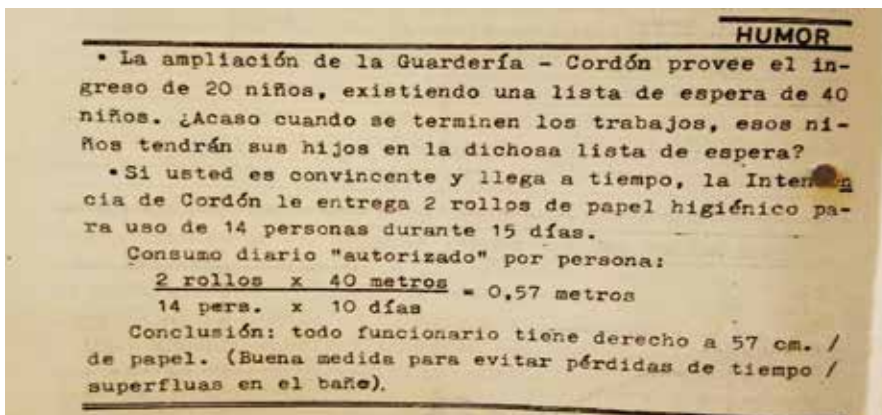 HUMOR
• La ampliación de la Guardería - Cordón provee el in-
greso de 20 niños, existiendo una lista de espera de 40
niños. ¿Acaso cuando se terminen los trabajos, esos ni-
ños tendrán sus hijos en la dichosa lista de espera?
• Si usted es convincente y llega a tiempo, la Inten
cia de Cordón le entrega 2 rollos de papel higiénico pa-
ra uso de 14 personas durante 15 días.
Consumo diario "autorizado" por persona:
2 rollos x 40 metros
= 0,57 metros
14 pers. x 10 días
Conclusión: todo funcionario tiene derecho a 57 cm. /
de papel. (Buena medida para evitar pérdidas de tiempo /
superfluas en el baño).